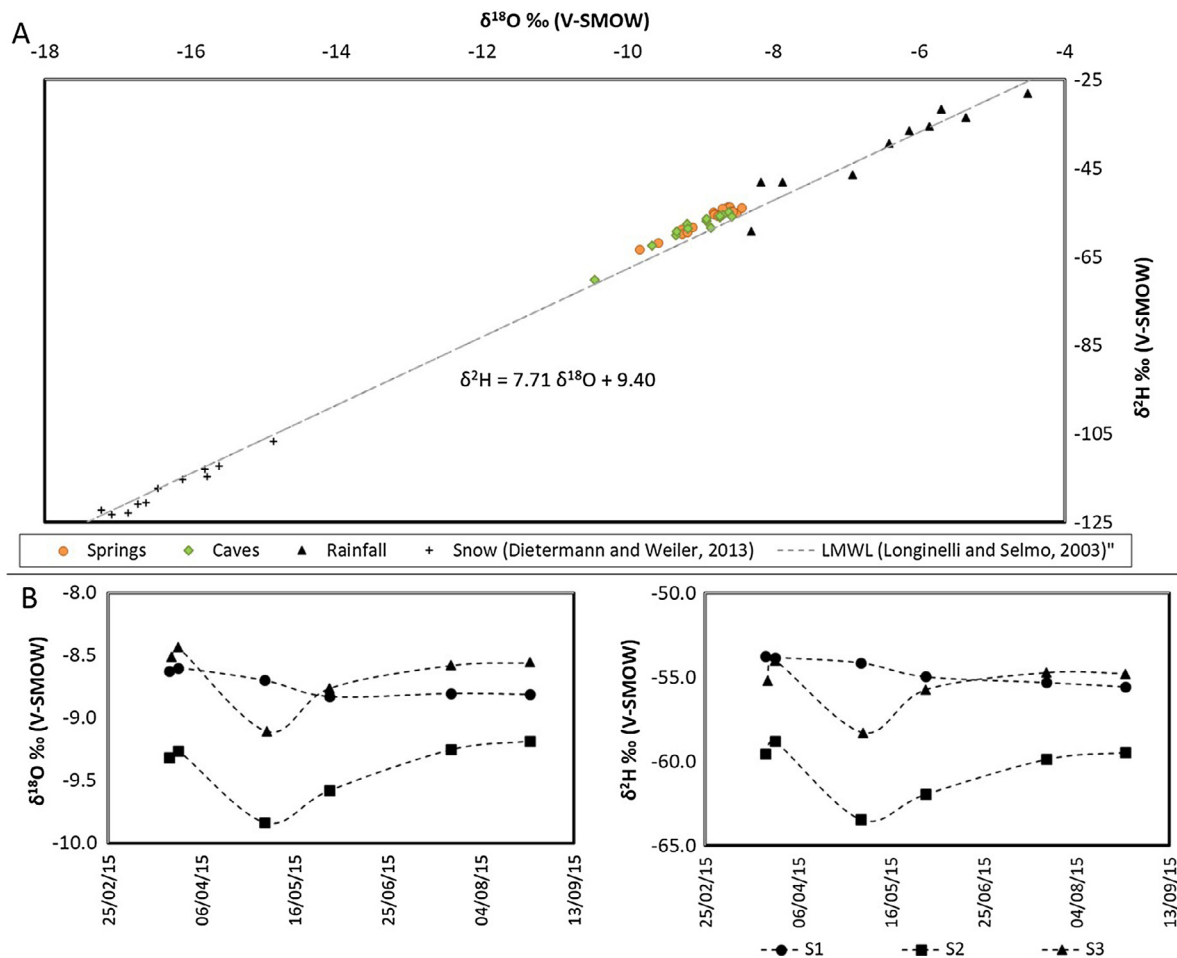 A
δ¹⁸O ‰ (V-SMOW)
-18 -16 -14 -12 -10 -8 -6 -4
-25
-45
-65
-85
-105
-125
δ²H ‰ (V-SMOW)
δ²H = 7.71 δ¹⁸O + 9.40
Springs Caves Rainfall Snow (Dietermann and Weiler, 2013) LMWL (Longinelli and Selmo, 2003)"
B
δ¹⁸O ‰ (V-SMOW)
-8.0
-8.5
-9.0
-9.5
-10.0
25/02/15 06/04/15 16/05/15 25/06/15 04/08/15 13/09/15
δ²H ‰ (V-SMOW)
-50.0
-55.0
-60.0
-65.0
25/02/15 06/04/15 16/05/15 25/06/15 04/08/15 13/09/15
S1 S2 S3